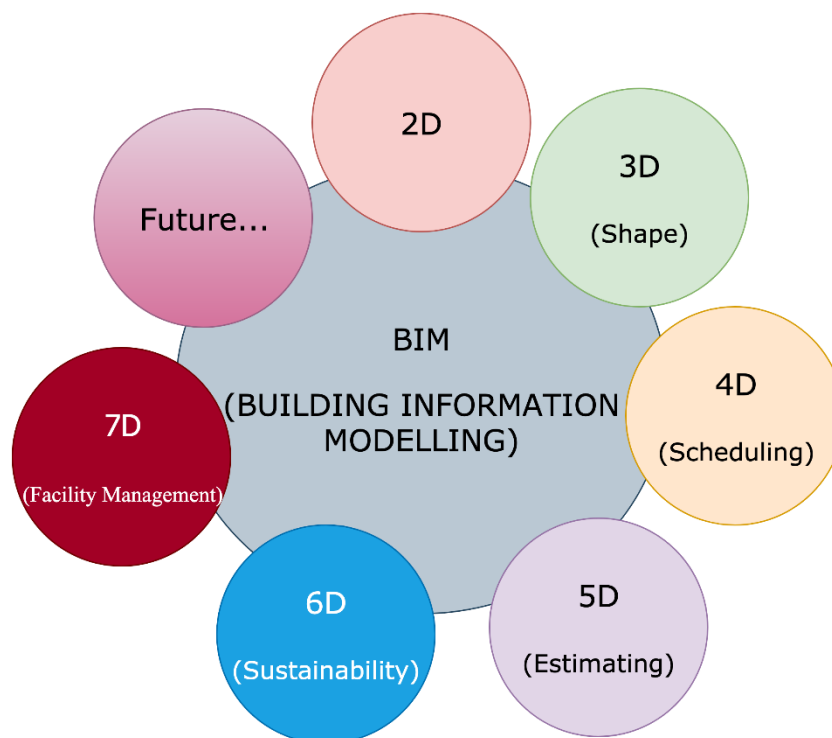 2D
3D
(Shape)
Future...
BIM
(BUILDING INFORMATION
MODELLING)
4D
(Scheduling)
7D
(Facility Management)
6D
(Sustainability)
5D
(Estimating)